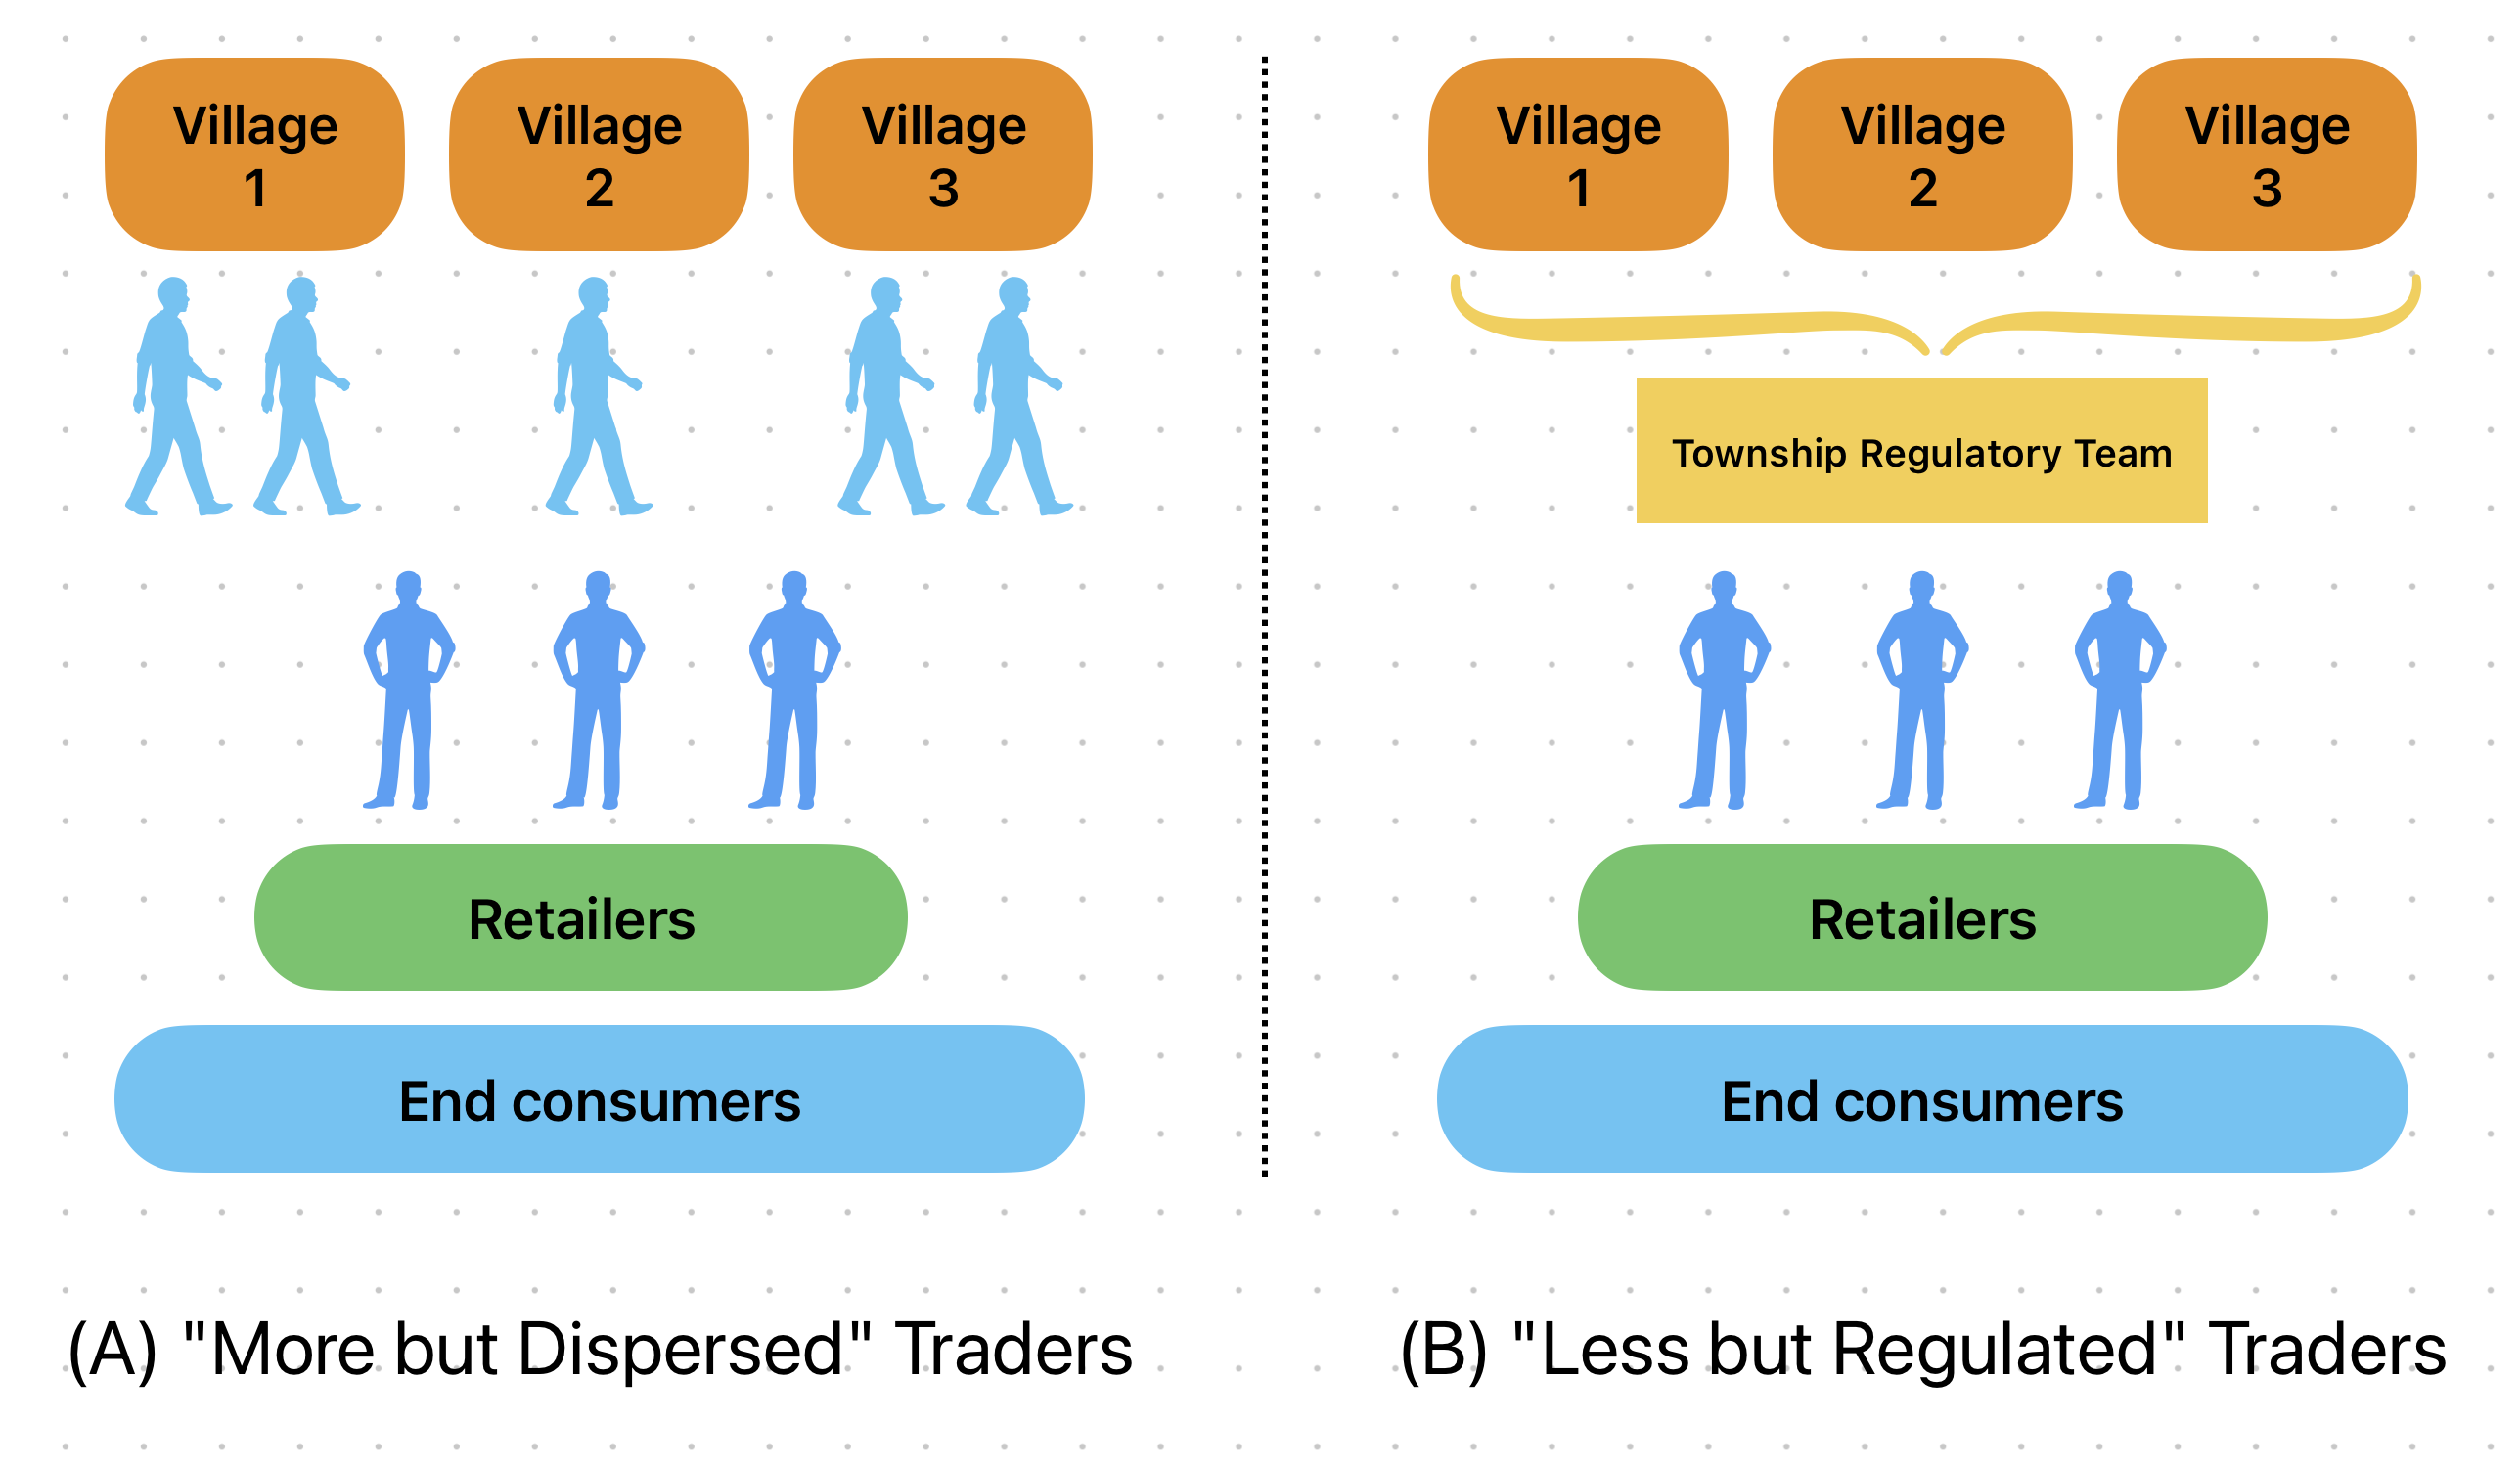 Village
1
Village
2
Village
3
Retailers
End consumers
(A) "More but Dispersed" Traders
Village
1
Village
2
Village
3
Township Regulatory Team
Retailers
End consumers
(B) "Less but Regulated" Traders